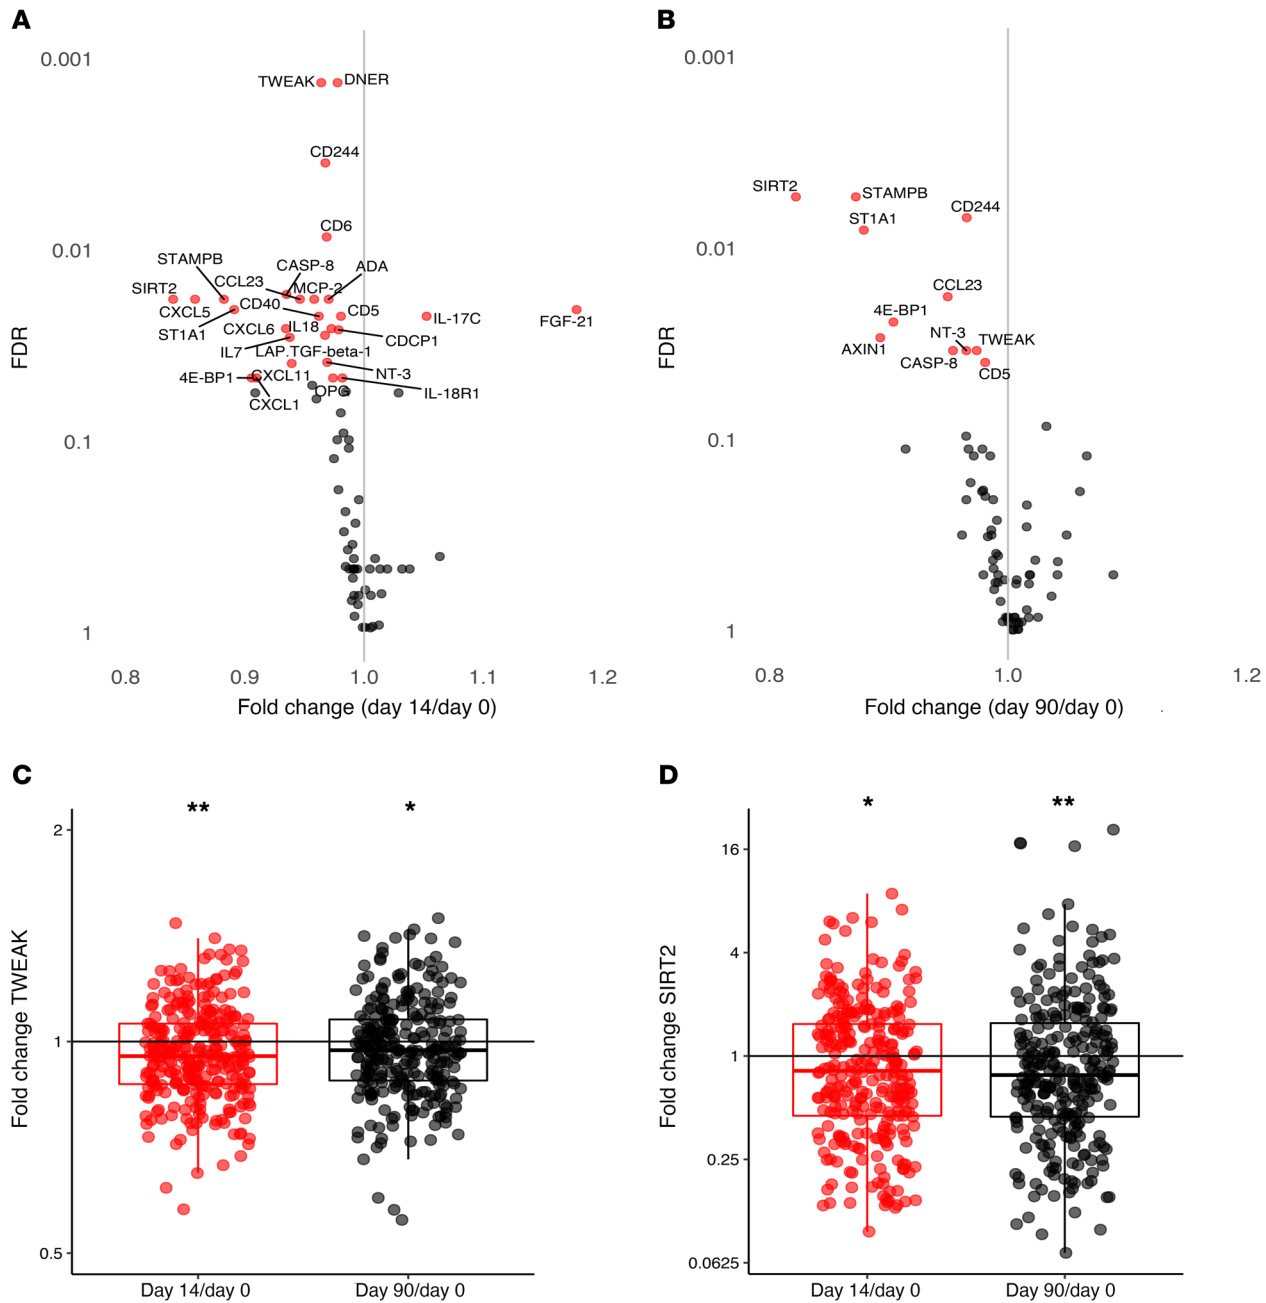 A
0.001
0.01
0.1
1
FDR
TWEAK
DNER
CD244
CD6
STAMPB
CASP-8
ADA
CCL23
MCP-2
SIRT2
CXCL5
CD40
CD5
IL-17C
FGF-21
ST1A1
CXCL6
IL18
CDCP1
IL7
LAP.TGF-beta-1
NT-3
4E-BP1
CXCL11
OPG
IL-18R1
CXCL1
0.8
0.9
1.0
1.1
1.2
Fold change (day 14/day 0)
B
0.001
0.01
0.1
1
FDR
SIRT2
STAMPB
CD244
ST1A1
CCL23
4E-BP1
AXIN1
NT-3
TWEAK
CASP-8
CD5
0.8
1.0
1.2
Fold change (day 90/day 0)
C
**
*
2
1
0.5
Fold change TWEAK
Day 14/day 0
Day 90/day 0
D
*
**
16
4
1
0.25
0.0625
Fold change SIRT2
Day 14/day 0
Day 90/day 0